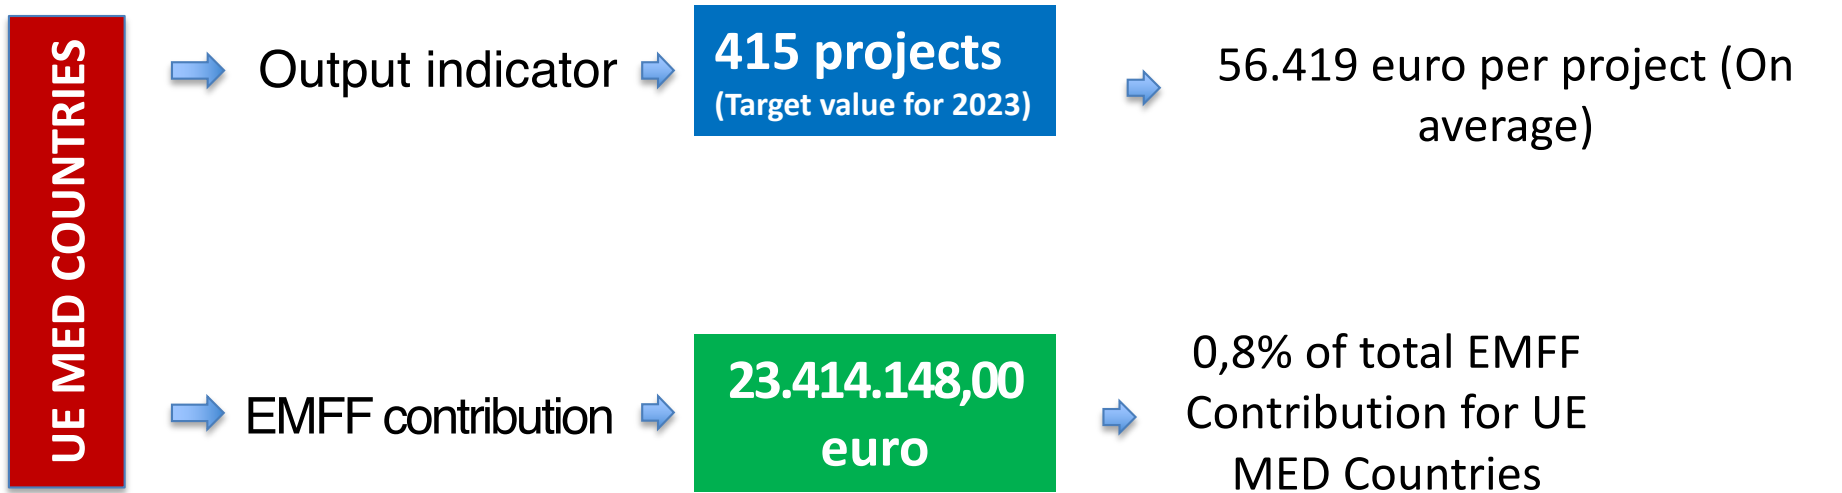 UE MED COUNTRIES
Output indicator
415 projects
(Target value for 2023)
56.419 euro per project (On
average)
EMFF contribution
23.414.148,00
euro
0,8% of total EMFF
Contribution for UE
MED Countries